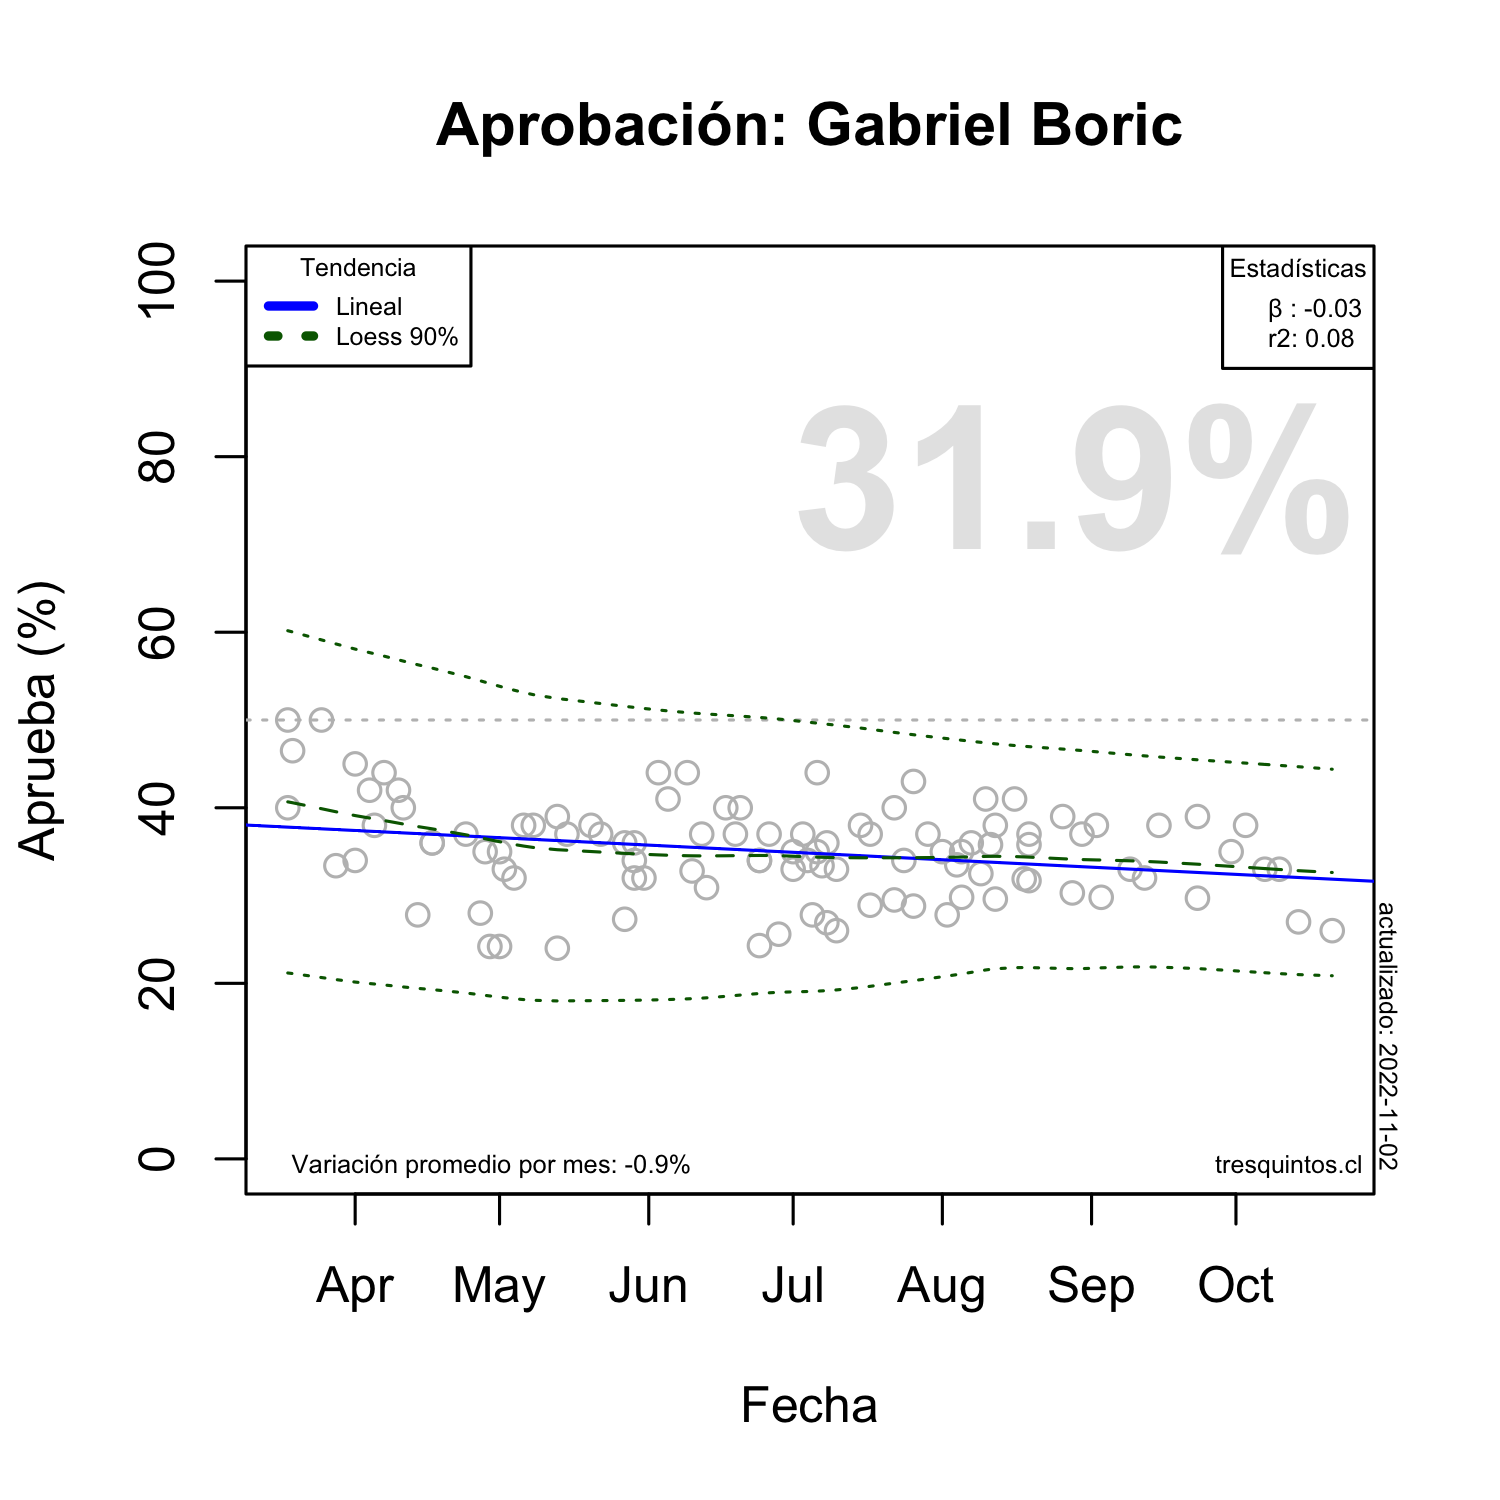 Aprobación: Gabriel Boric
Tendencia
Lineal
Loess 90%
Estadísticas
β : -0.03
r2: 0.08
31.9%
Aprueba (%)
100
80
60
40
20
0
Variación promedio por mes: -0.9%
tresquintos.cl
actualizado: 2022-11-02
Apr May Jun Jul Aug Sep Oct
Fecha